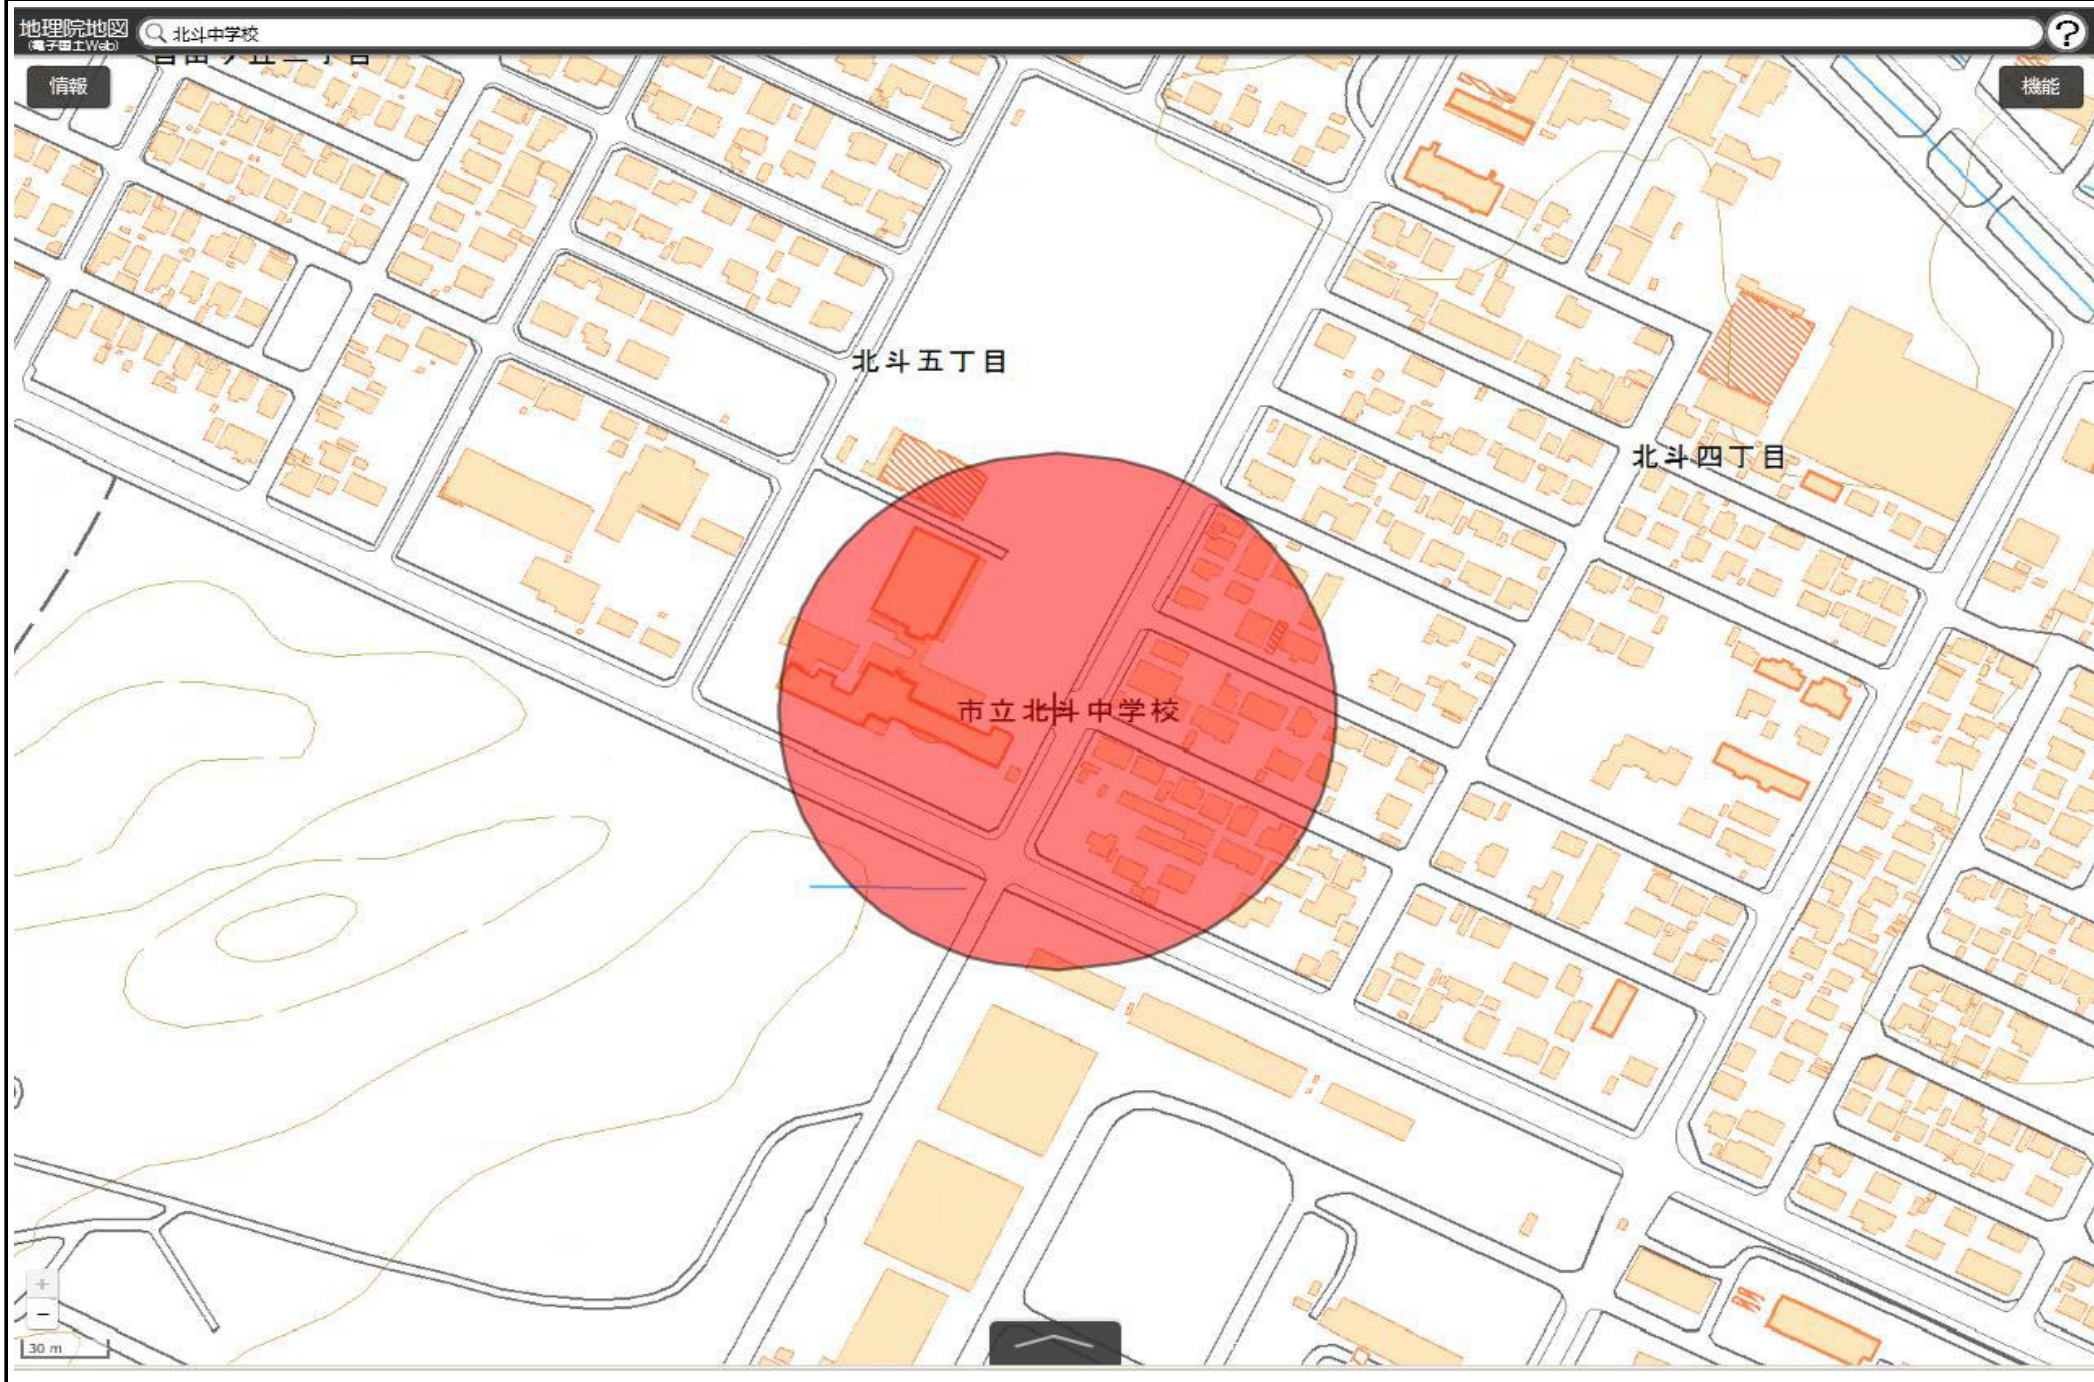 地理院地図
(電子国土Web)
北斗中学校
?
情報
機能
北斗五丁目
北斗四丁目
市立北斗中学校
+
−
30 m